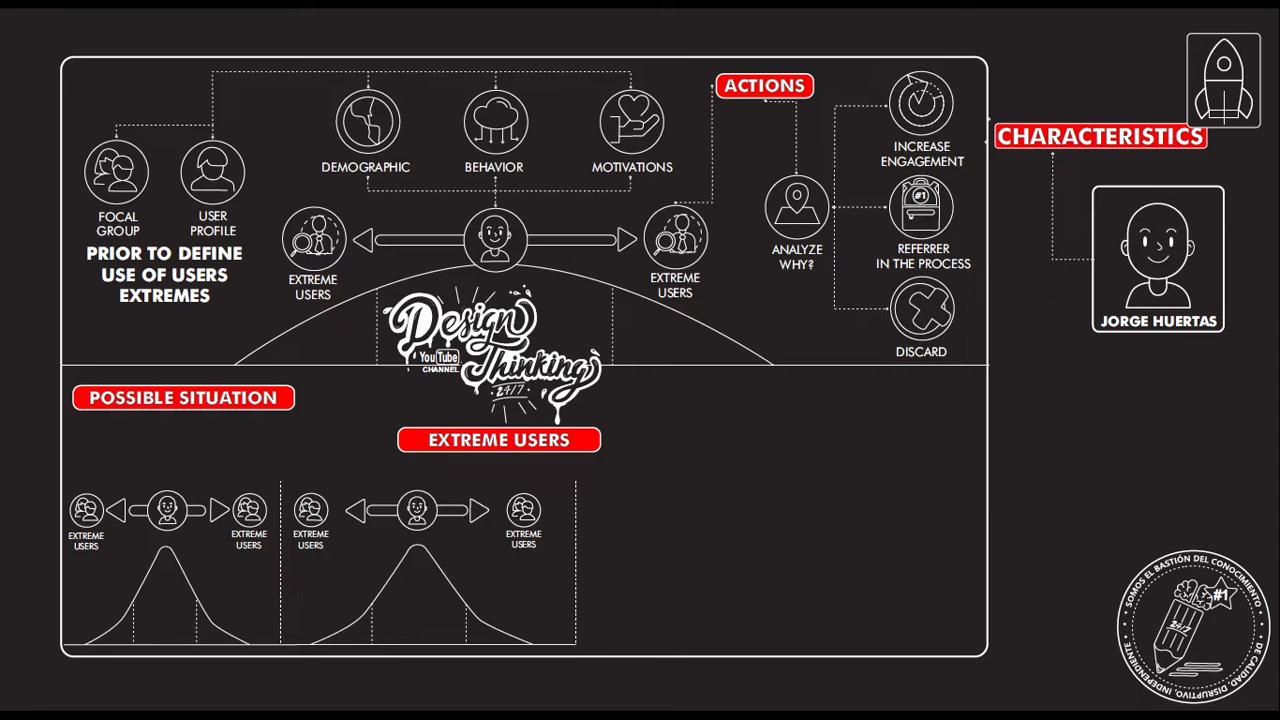 ACTIONS
CHARACTERISTICS
DEMOGRAPHIC
BEHAVIOR
MOTIVATIONS
INCREASE
ENGAGEMENT
FOCAL
GROUP
USER
PROFILE
PRIOR TO DEFINE
USE OF USERS
EXTREMES
EXTREME
USERS
EXTREME
USERS
ANALYZE
WHY?
#1
REFERRER
IN THE PROCESS
DISCARD
JORGE HUERTAS
Design
Thinking
YouTube
CHANNEL
24/7
POSSIBLE SITUATION
EXTREME USERS
EXTREME
USERS
EXTREME
USERS
EXTREME
USERS
EXTREME
USERS
SOMOS EL BASTIÓN DEL CONOCIMIENTO
DE CALIDAD, DISRUPTIVO, INDEPENDIENTE
#1
24/7